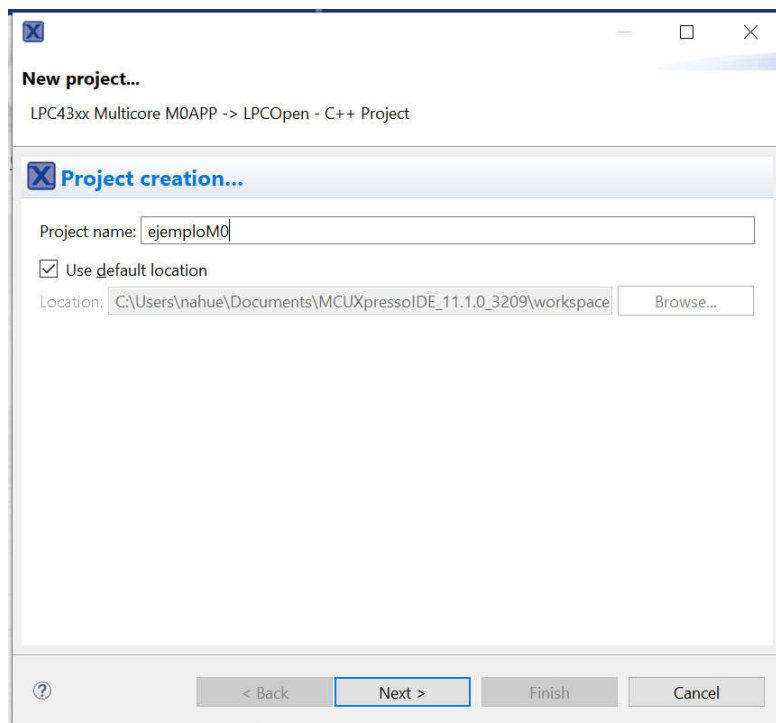 New project...
LPC43xx Multicore M0APP -> LPCOpen - C++ Project
Project creation...
Project name: ejemploM0
Use default location
Location: C:\Users\nahue\Documents\MCUXpressoIDE_11.1.0_3209\workspace Browse...
< Back Next > Finish Cancel